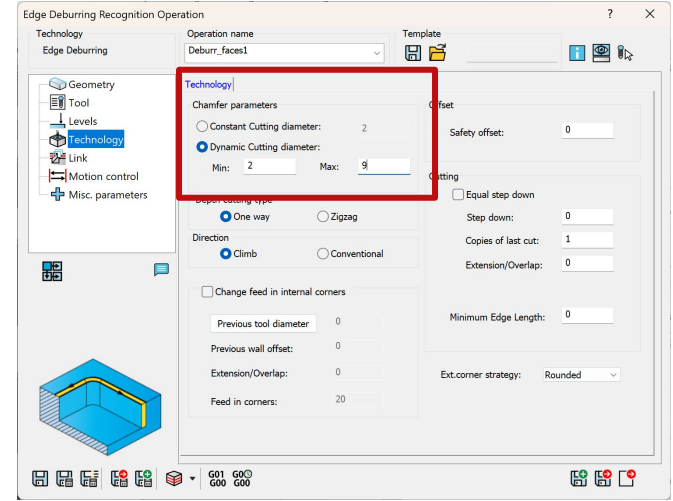 Edge Deburring Recognition Operation ? X
Technology Operation name Template
Edge Deburring Deburr_faces1
Geometry
Tool
Levels
Technology
Link
Motion control
Misc. parameters
Technology
Chamfer parameters
Constant Cutting diameter: 2
Dynamic Cutting diameter:
Min: 2 Max: 9
Depth cutting type
One way Zigzag
Direction
Climb Conventional
Change feed in internal corners
Previous tool diameter 0
Previous wall offset: 0
Extension/Overlap: 0
Feed in corners: 20
Offset
Safety offset: 0
Cutting
Equal step down
Step down: 0
Copies of last cut: 1
Extension/Overlap: 0
Minimum Edge Length: 0
Ext.corner strategy: Rounded
G01 G00
G00 G00